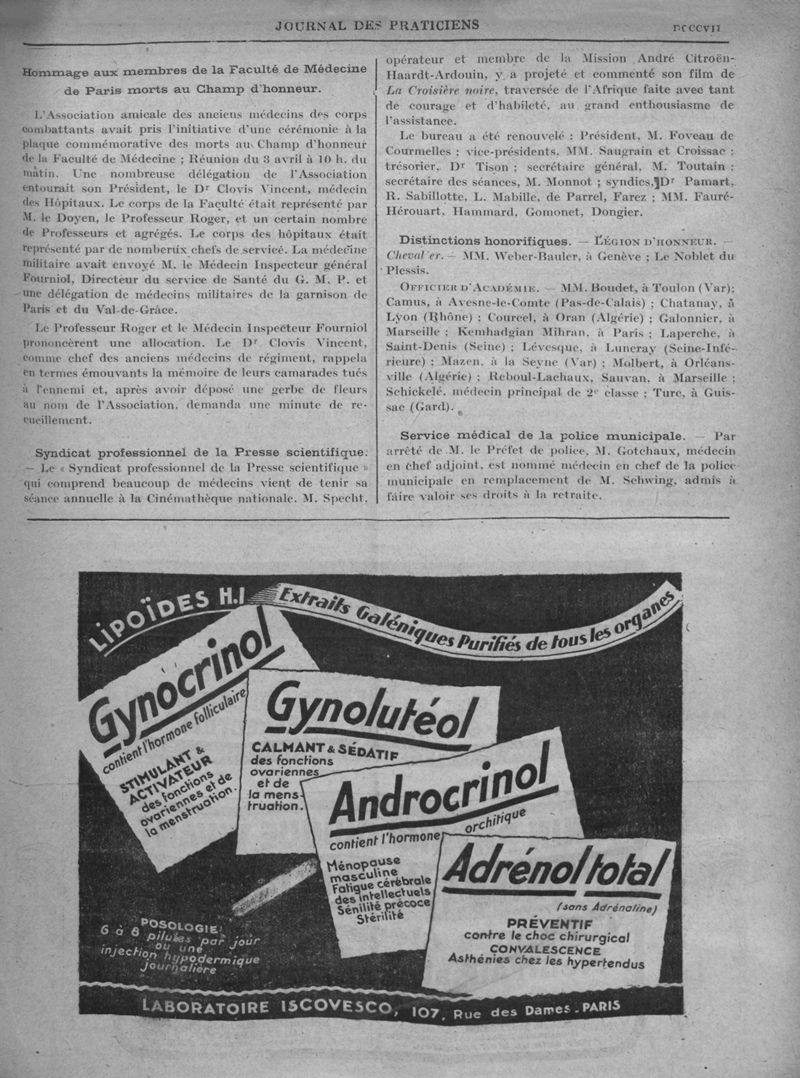 JOURNAL DES PRATICIENS
DCCCVII
Hommage aux membres de la Faculté de Médecine
de Paris morts au Champ d'honneur.
L'Association amicale des anciens médecins des corps
combattants avait pris l'initiative d'une cérémonie à la
plaque commémorative des morts au Champ d'honneur
de la Faculté de Médecine ; Réunion du 3 avril à 10 h. du
matin. Une nombreuse délégation de l'Association
entourait son Président, le Dr Clovis Vincent, médecin
des Hôpitaux. Le corps de la Faculté était représenté par
M. le Doyen, le Professeur Roger, et un certain nombre
de Professeurs et agrégés. Le corps des hôpitaux était
représenté par de nombreux chefs de service. La médecine
militaire avait envoyé M. le Médecin Inspecteur général
Fourniol, Directeur du service de Santé du G. M. P. et
une délégation de médecins militaires de la garnison de
Paris et du Val-de-Grâce.
Le Professeur Roger et le Médecin Inspecteur Fourniol
prononcèrent une allocation. Le Dr Clovis Vincent,
comme chef des anciens médecins de régiment, rappela
en termes émouvants la mémoire de leurs camarades tués
à l'ennemi et, après avoir déposé une gerbe de fleurs
au nom de l'Association, demanda une minute de re-
cueillement.
Syndicat professionnel de la Presse scientifique.
— Le « Syndicat professionnel de la Presse scientifique »
qui comprend beaucoup de médecins vient de tenir sa
séance annuelle à la Cinémathèque nationale. M. Specht,
opérateur et membre de la Mission André Citroën-
Haardt-Ardouin, y a projeté et commenté son film de
La Croisière noire, traversée de l'Afrique faite avec tant
de courage et d'habileté, au grand enthousiasme de
l'assistance.
Le bureau a été renouvelé : Président, M. Foveau de
Courmelles ; vice-présidents, MM. Saugrain et Croissac ;
trésorier, Dr Tison ; secrétaire général, M. Toutain ;
secrétaire des séances, M. Monnot ; syndics, Dr Pamart,
R. Sabillotte, L. Mabille, de Parrel, Farez ; MM. Fauré-
Hérouart, Hammard, Gomonet, Dongier.
Distinctions honorifiques. — LÉGION D'HONNEUR. —
Cheval'er. — MM. Weber-Bauler, à Genève ; Le Noblet du
Plessis.
OFFICIER D'ACADÉMIE. — MM. Boudet, à Toulon (Var);
Camus, à Avesne-le-Comte (Pas-de-Calais) ; Chatanay, à
Lyon (Rhône) ; Courcel, à Oran (Algérie) ; Galonnier, à
Marseille ; Kemhadgian Mihran, à Paris ; Laperche, à
Saint-Denis (Seine) ; Lévesque, à Luneray (Seine-Infé-
rieure) ; Mazen, à la Seyne (Var) ; Molbert, à Orléans-
ville (Algérie) ; Reboul-Lachaux, Sauvan, à Marseille ;
Schickelé, médecin principal de 2e classe ; Turc, à Guis-
sac (Gard).
Service médical de la police municipale. — Par
arrêté de M. le Préfet de police, M. Gotchaux, médecin
en chef adjoint, est nommé médecin en chef de la police
municipale en remplacement de M. Schwing, admis à
faire valoir ses droits à la retraite.
LIPOÏDES H.I
Extraits Galéniques Purifiés de tous les organes
Gynocrinol
contient l'hormone folliculaire
STIMULANT &
ACTIVATEUR
des fonctions
ovariennes et de
la menstruation.
Gynolutéol
CALMANT & SÉDATIF
des fonctions
ovariennes
et de
la mens-
truation.
Androcrinol
contient l'hormone orchitique
Ménopause
masculine
Fatigue cérébrale
des intellectuels
Sénilité précoce
Stérilité
Adrénol total
(sans Adrénaline)
PRÉVENTIF
contre le choc chirurgical
CONVALESCENCE
Asthénies chez les hypertendus
POSOLOGIE:
6 à 8 pilules par jour
ou une
injection hypodermique
journalière
LABORATOIRE ISCOVESCO, 107, Rue des Dames. PARIS